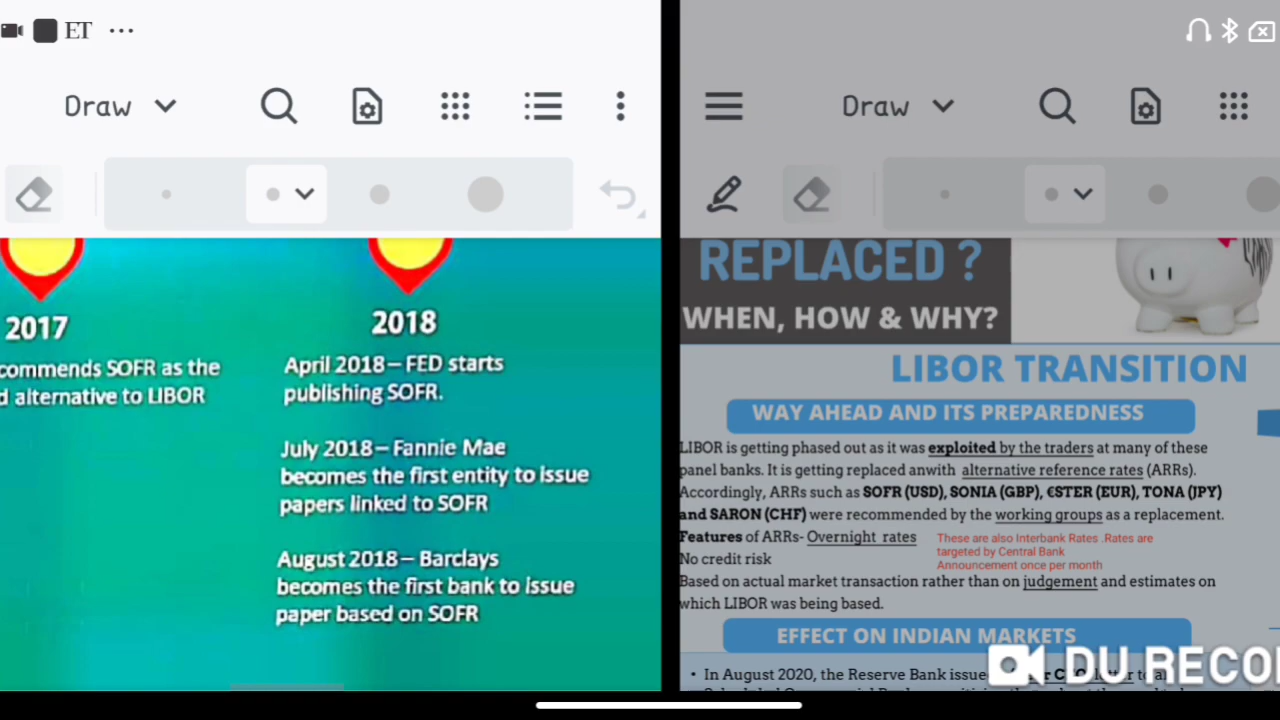 ET
Draw
2017
commends SOFR as the
d alternative to LIBOR
2018
April 2018– FED starts
publishing SOFR.
July 2018– Fannie Mae
becomes the first entity to issue
papers linked to SOFR
August 2018– Barclays
becomes the first bank to issue
paper based on SOFR
Draw
REPLACED ?
WHEN, HOW & WHY?
LIBOR TRANSITION
WAY AHEAD AND ITS PREPAREDNESS
LIBOR is getting phased out as it was exploited by the traders at many of these
panel banks. It is getting replaced anwith alternative reference rates (ARRs).
Accordingly, ARRs such as SOFR (USD), SONIA (GBP), €STER (EUR), TONA (JPY)
and SARON (CHF) were recommended by the working groups as a replacement.
Features of ARRs- Overnight rates
These are also Interbank Rates .Rates are
targeted by Central Bank
Announcement once per month
No credit risk
Based on actual market transaction rather than on judgement and estimates on
which LIBOR was being based.
EFFECT ON INDIAN MARKETS
• In August 2020, the Reserve Bank issue
DU RECO